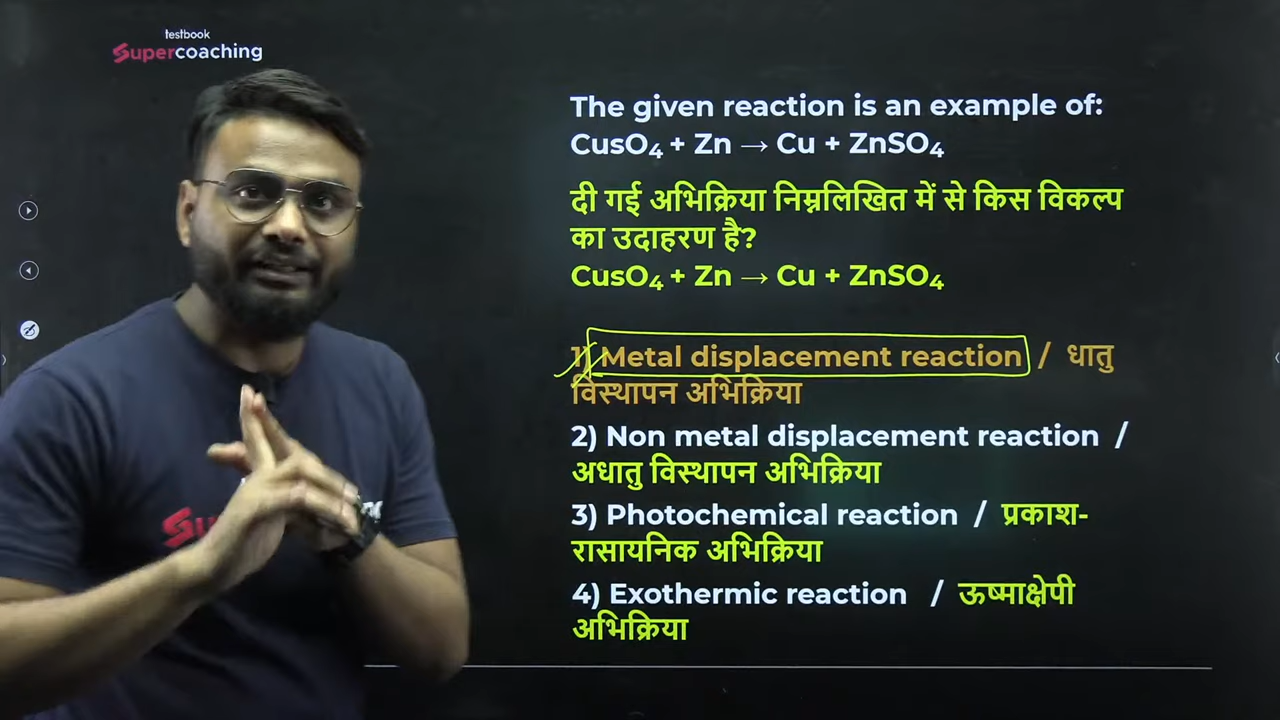 testbook
Supercoaching
The given reaction is an example of:
CusO₄ + Zn → Cu + ZnSO₄
दी गई अभिक्रिया निम्नलिखित में से किस विकल्प
का उदाहरण है?
CusO₄ + Zn → Cu + ZnSO₄
1) Metal displacement reaction / धातु
विस्थापन अभिक्रिया
2) Non metal displacement reaction /
अधातु विस्थापन अभिक्रिया
3) Photochemical reaction / प्रकाश-
रासायनिक अभिक्रिया
4) Exothermic reaction / ऊष्माक्षेपी
अभिक्रिया